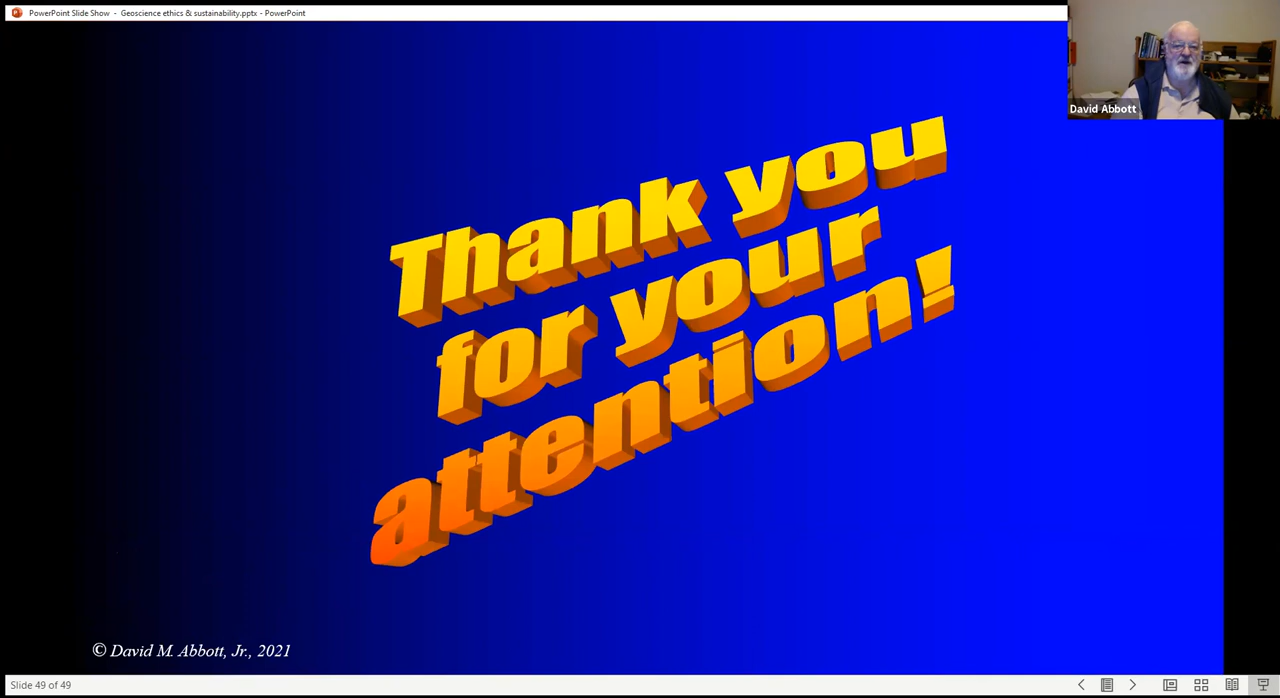 PowerPoint Slide Show - Geoscience ethics & sustainability.pptx - PowerPoint
David Abbott
Thank you
for your
attention!
© David M. Abbott, Jr., 2021
Slide 49 of 49